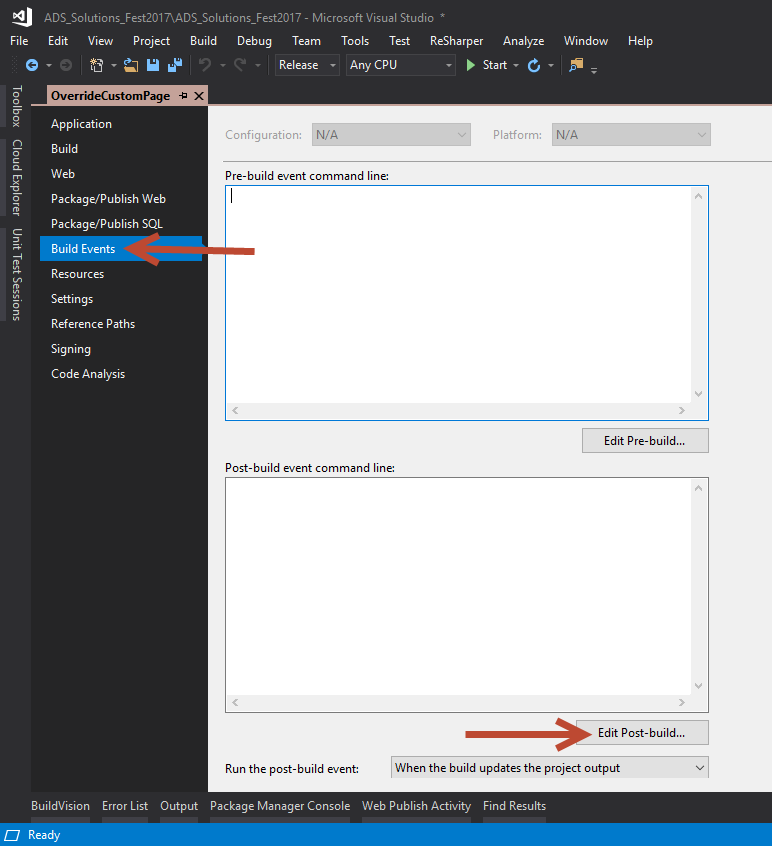 ADS_Solutions_Fest2017\ADS_Solutions_Fest2017 - Microsoft Visual Studio *
File Edit View Project Build Debug Team Tools Test ReSharper Analyze Window Help
Release Any CPU Start
Toolbox
Cloud Explorer
Unit Test Sessions
OverrideCustomPage
Application
Build
Web
Package/Publish Web
Package/Publish SQL
Build Events
Resources
Settings
Reference Paths
Signing
Code Analysis
Configuration: N/A Platform: N/A
Pre-build event command line:
Edit Pre-build...
Post-build event command line:
Edit Post-build...
Run the post-build event: When the build updates the project output
BuildVision Error List Output Package Manager Console Web Publish Activity Find Results
Ready